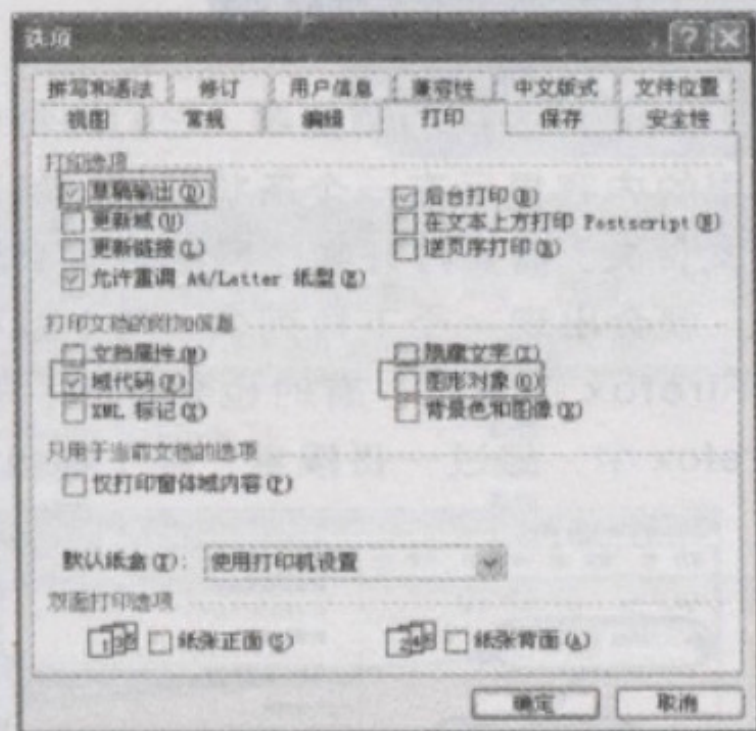 选项
拼写和语法 修订 用户信息 兼容性 中文版式 文件位置
视图 常规 编辑 打印 保存 安全性
打印选项
草稿输出(D) 后台打印(B)
更新域(U) 在文本上方打印 Postscript(H)
更新链接(L) 逆页序打印(R)
允许重调 A4/Letter 纸型(Z)
打印文档的附加信息
文档属性(M) 隐藏文字(I)
域代码(F) 图形对象(O)
XML 标记(X) 背景色和图像(K)
只用于当前文档的选项
仅打印窗体域内容(P)
默认纸盒(T): 使用打印机设置
双面打印选项
纸张正面(S) 纸张背面(A)
确定 取消